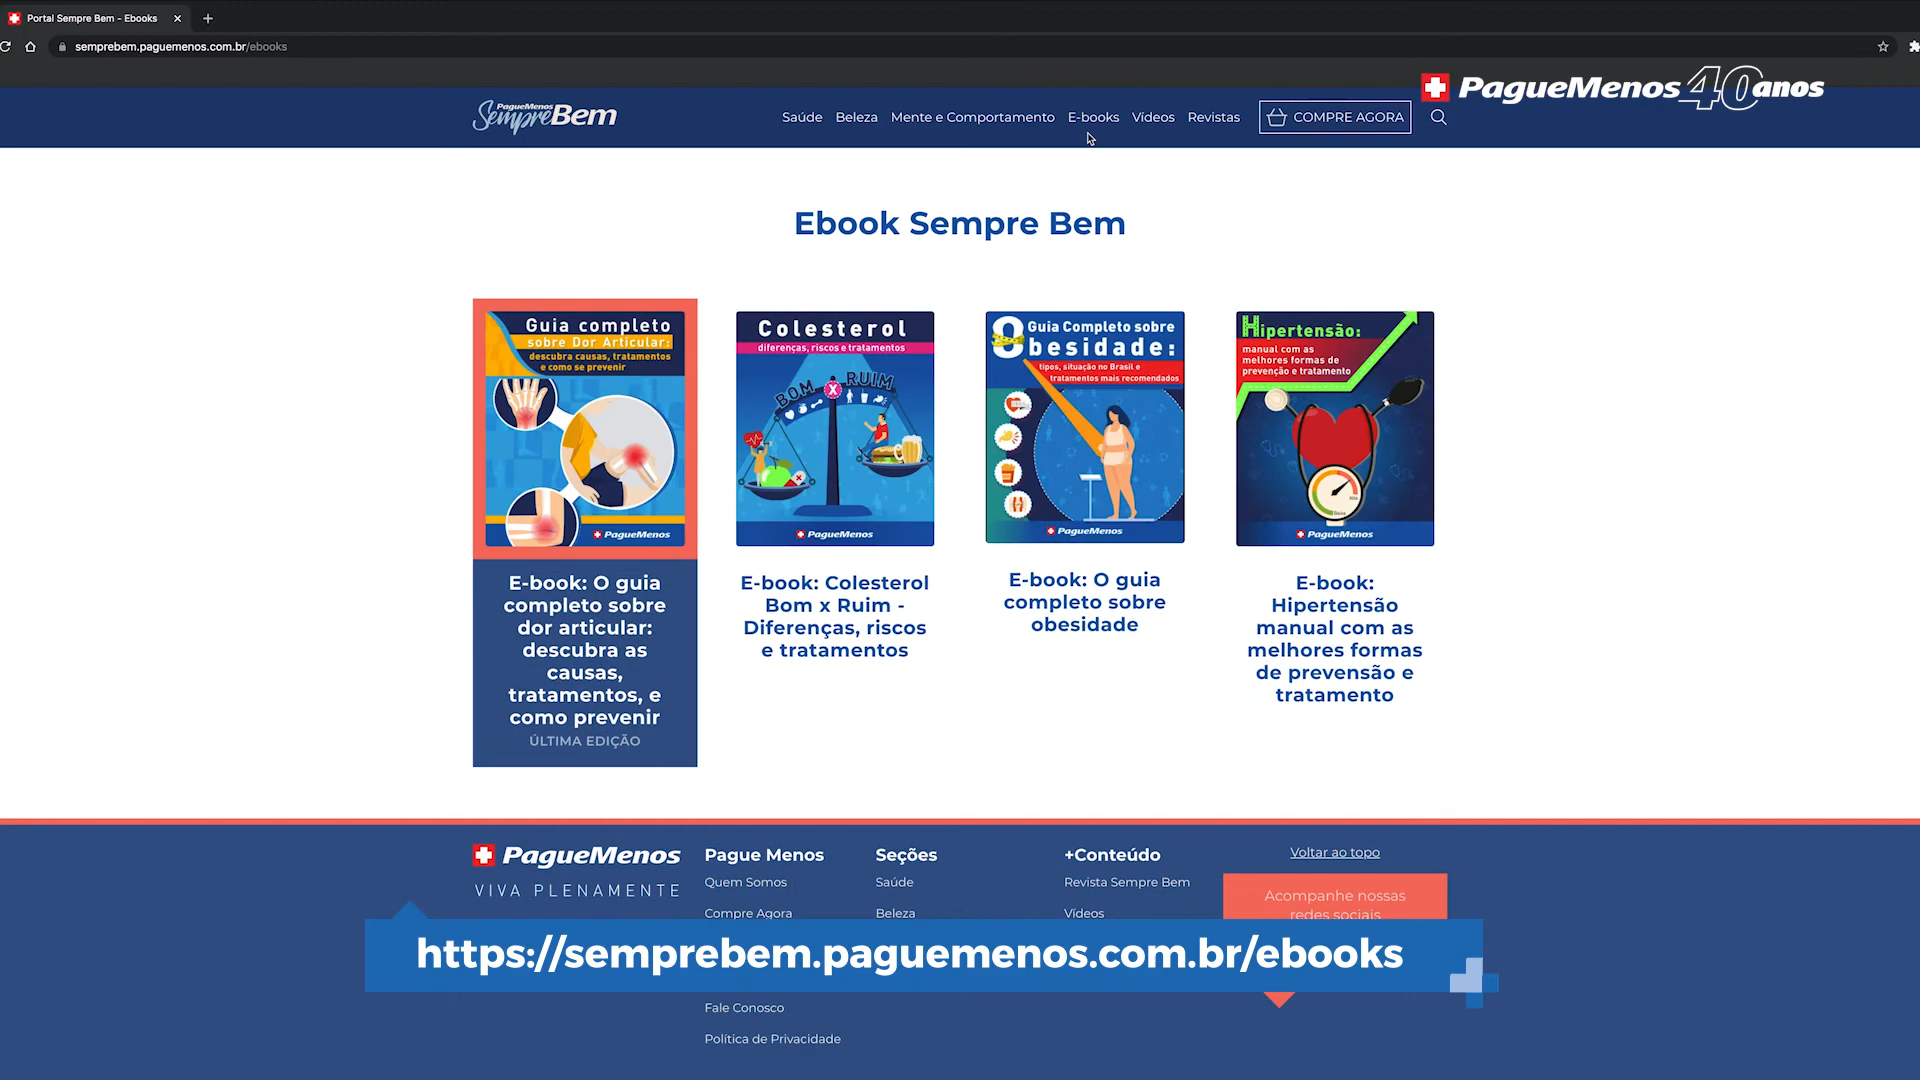 Portal Sempre Bem - Ebooks
semprebem.paguemenos.com.br/ebooks
PagueMenos 40 anos
PagueMenos
SempreBem
Saúde Beleza Mente e Comportamento E-books Vídeos Revistas COMPRE AGORA
Ebook Sempre Bem
Guia completo
sobre Dor Articular:
descubra causas, tratamentos
e como se prevenir
PagueMenos
Colesterol
diferenças, riscos e tratamentos
BOM X RUIM
PagueMenos
Guia Completo sobre
Obesidade:
tipos, situação no Brasil e
tratamentos mais recomendados
PagueMenos
Hipertensão:
manual com as
melhores formas de
prevenção e tratamento
Alta
Baixa
PagueMenos
E-book: O guia
completo sobre
dor articular:
descubra as
causas,
tratamentos, e
como prevenir
ÚLTIMA EDIÇÃO
E-book: Colesterol
Bom x Ruim -
Diferenças, riscos
e tratamentos
E-book: O guia
completo sobre
obesidade
E-book:
Hipertensão
manual com as
melhores formas
de prevensão e
tratamento
PagueMenos
VIVA PLENAMENTE
Pague Menos
Quem Somos
Compre Agora
Fale Conosco
Política de Privacidade
Seções
Saúde
Beleza
+Conteúdo
Revista Sempre Bem
Vídeos
Voltar ao topo
Acompanhe nossas
redes sociais
https://semprebem.paguemenos.com.br/ebooks